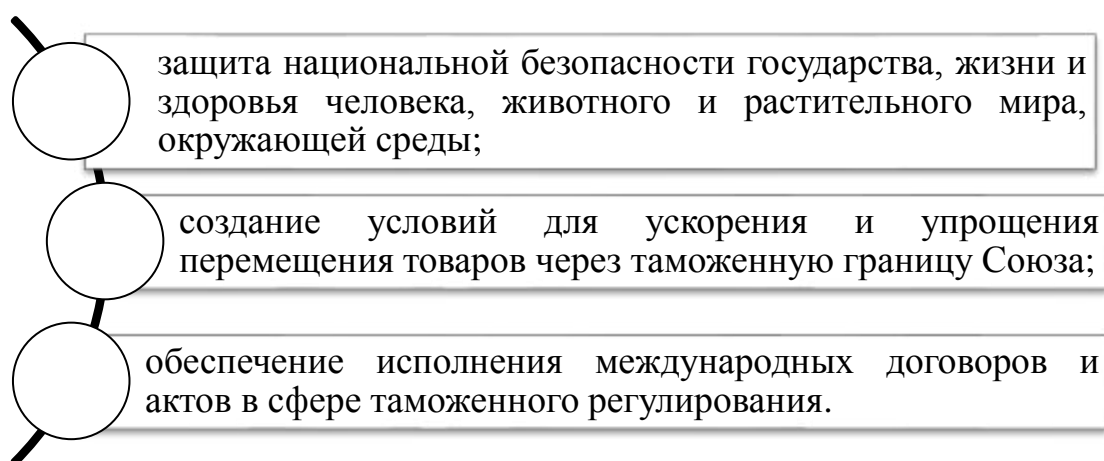 защита национальной безопасности государства, жизни и
здоровья человека, животного и растительного мира,
окружающей среды;
создание условий для ускорения и упрощения
перемещения товаров через таможенную границу Союза;
обеспечение исполнения международных договоров и
актов в сфере таможенного регулирования.